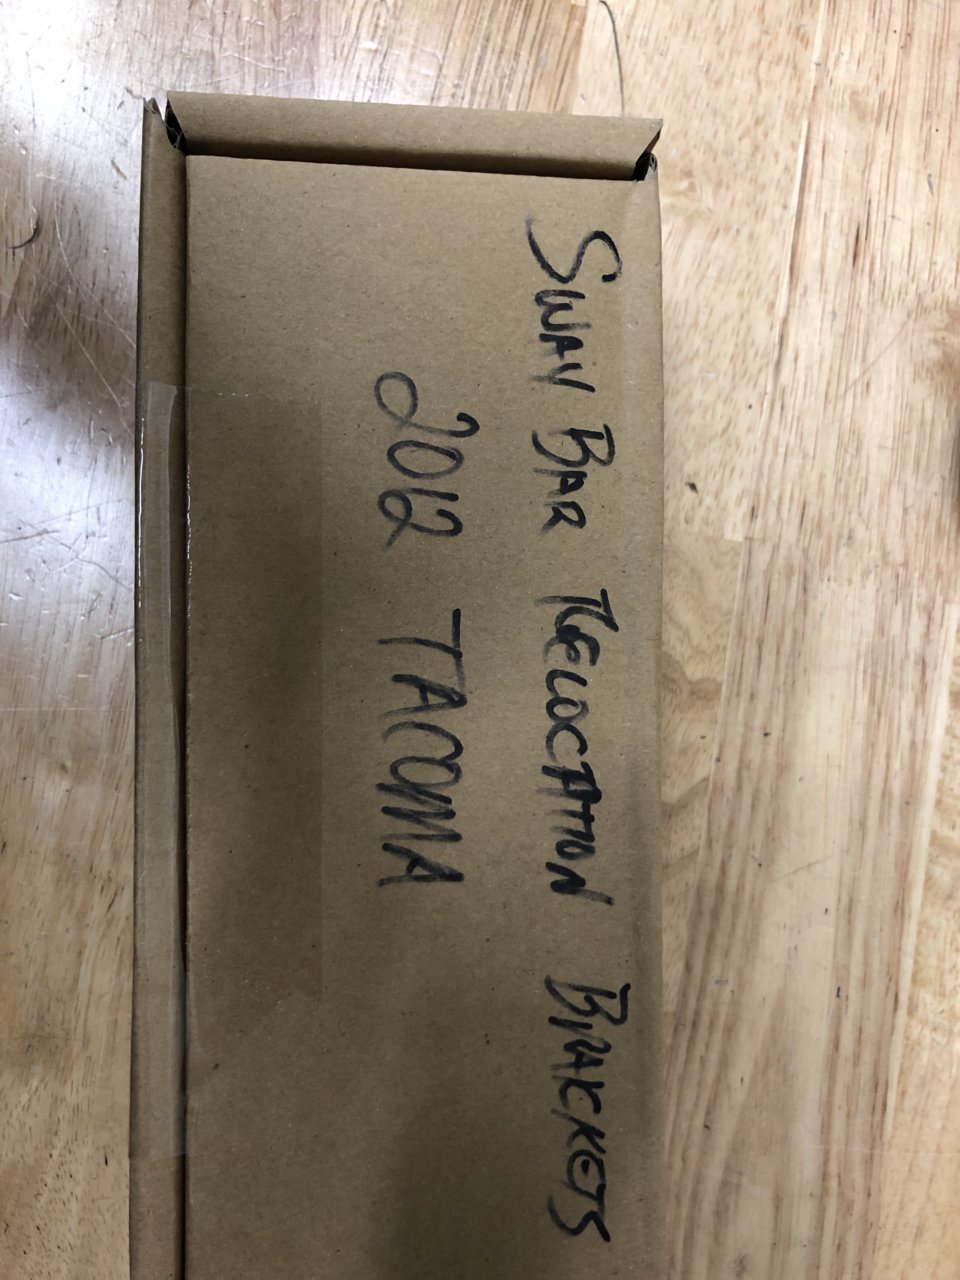 SWAY BAR RELOCATION BRACKETS
2012 TACOMA